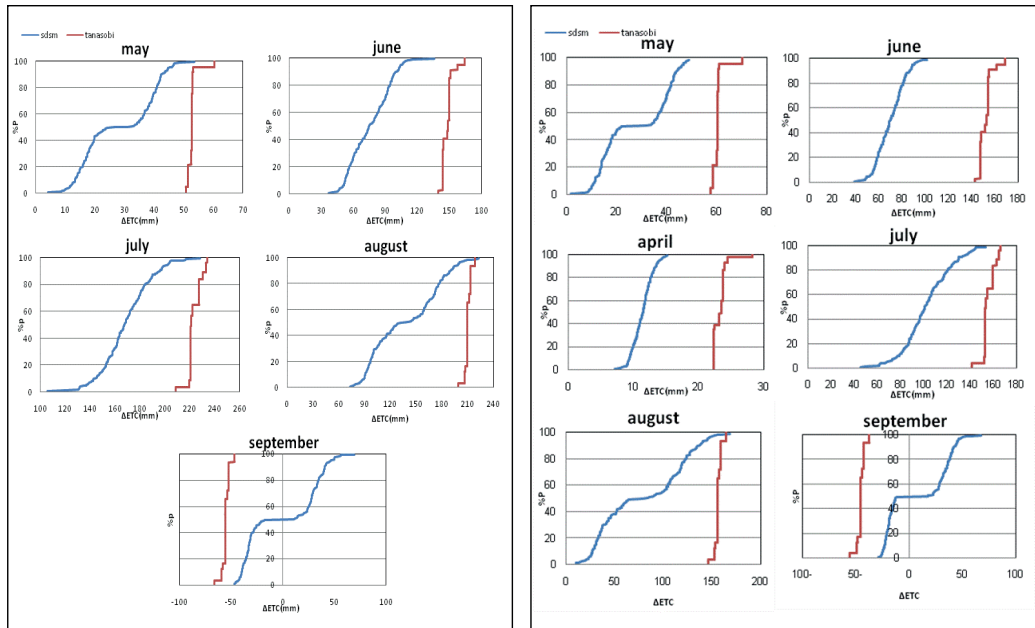 sdsm tanasobi
may
%P
100
80
60
40
20
0
0 10 20 30 40 50 60 70
ΔETC(mm)
june
%P
100
80
60
40
20
0
0 30 60 90 120 150 180
ΔETC(mm)
july
%p
100
80
60
40
20
0
100 120 140 160 180 200 220 240 260
ΔETC(mm)
august
%p
100
80
60
40
20
0
0 30 60 90 120 150 180 210 240
ΔETC(mm)
september
%p
100
80
60
40
20
0
-100 -50 0 50 100
ΔETC(mm)
sdsm tanasobi
may
%P
100
80
60
40
20
0
0 20 40 60 80
ΔETC(mm)
june
%P
100
80
60
40
20
0
0 20 40 60 80 100 120 140 160 180
ΔETC(mm)
april
%p
100
80
60
40
20
0
0 10 20 30
ΔETC(mm)
july
%p
100
80
60
40
20
0
0 20 40 60 80 100 120 140 160 180
ΔETC(mm)
august
%P
100
80
60
40
20
0
0 50 100 150 200
ΔETC
september
%P
100
80
60
40
20
0
100- 50- 0 50 100
ΔETC